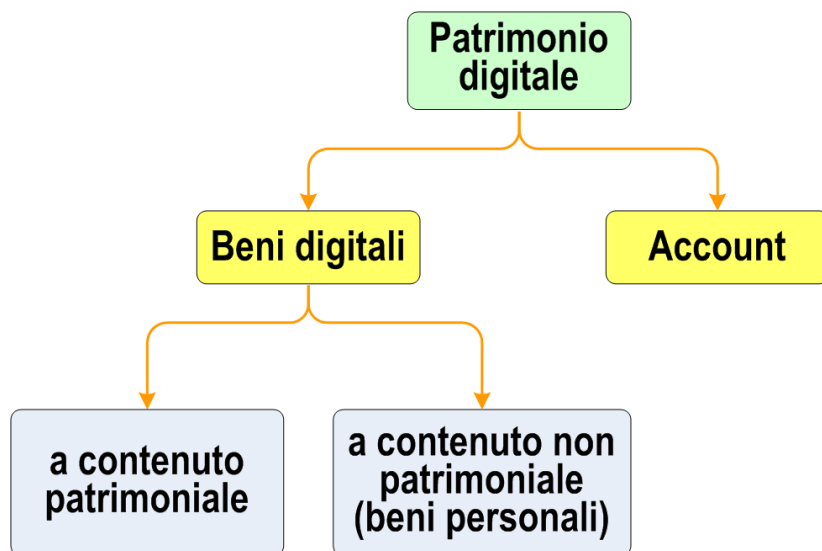 Patrimonio
digitale
Beni digitali
Account
a contenuto
patrimoniale
a contenuto non
patrimoniale
(beni personali)